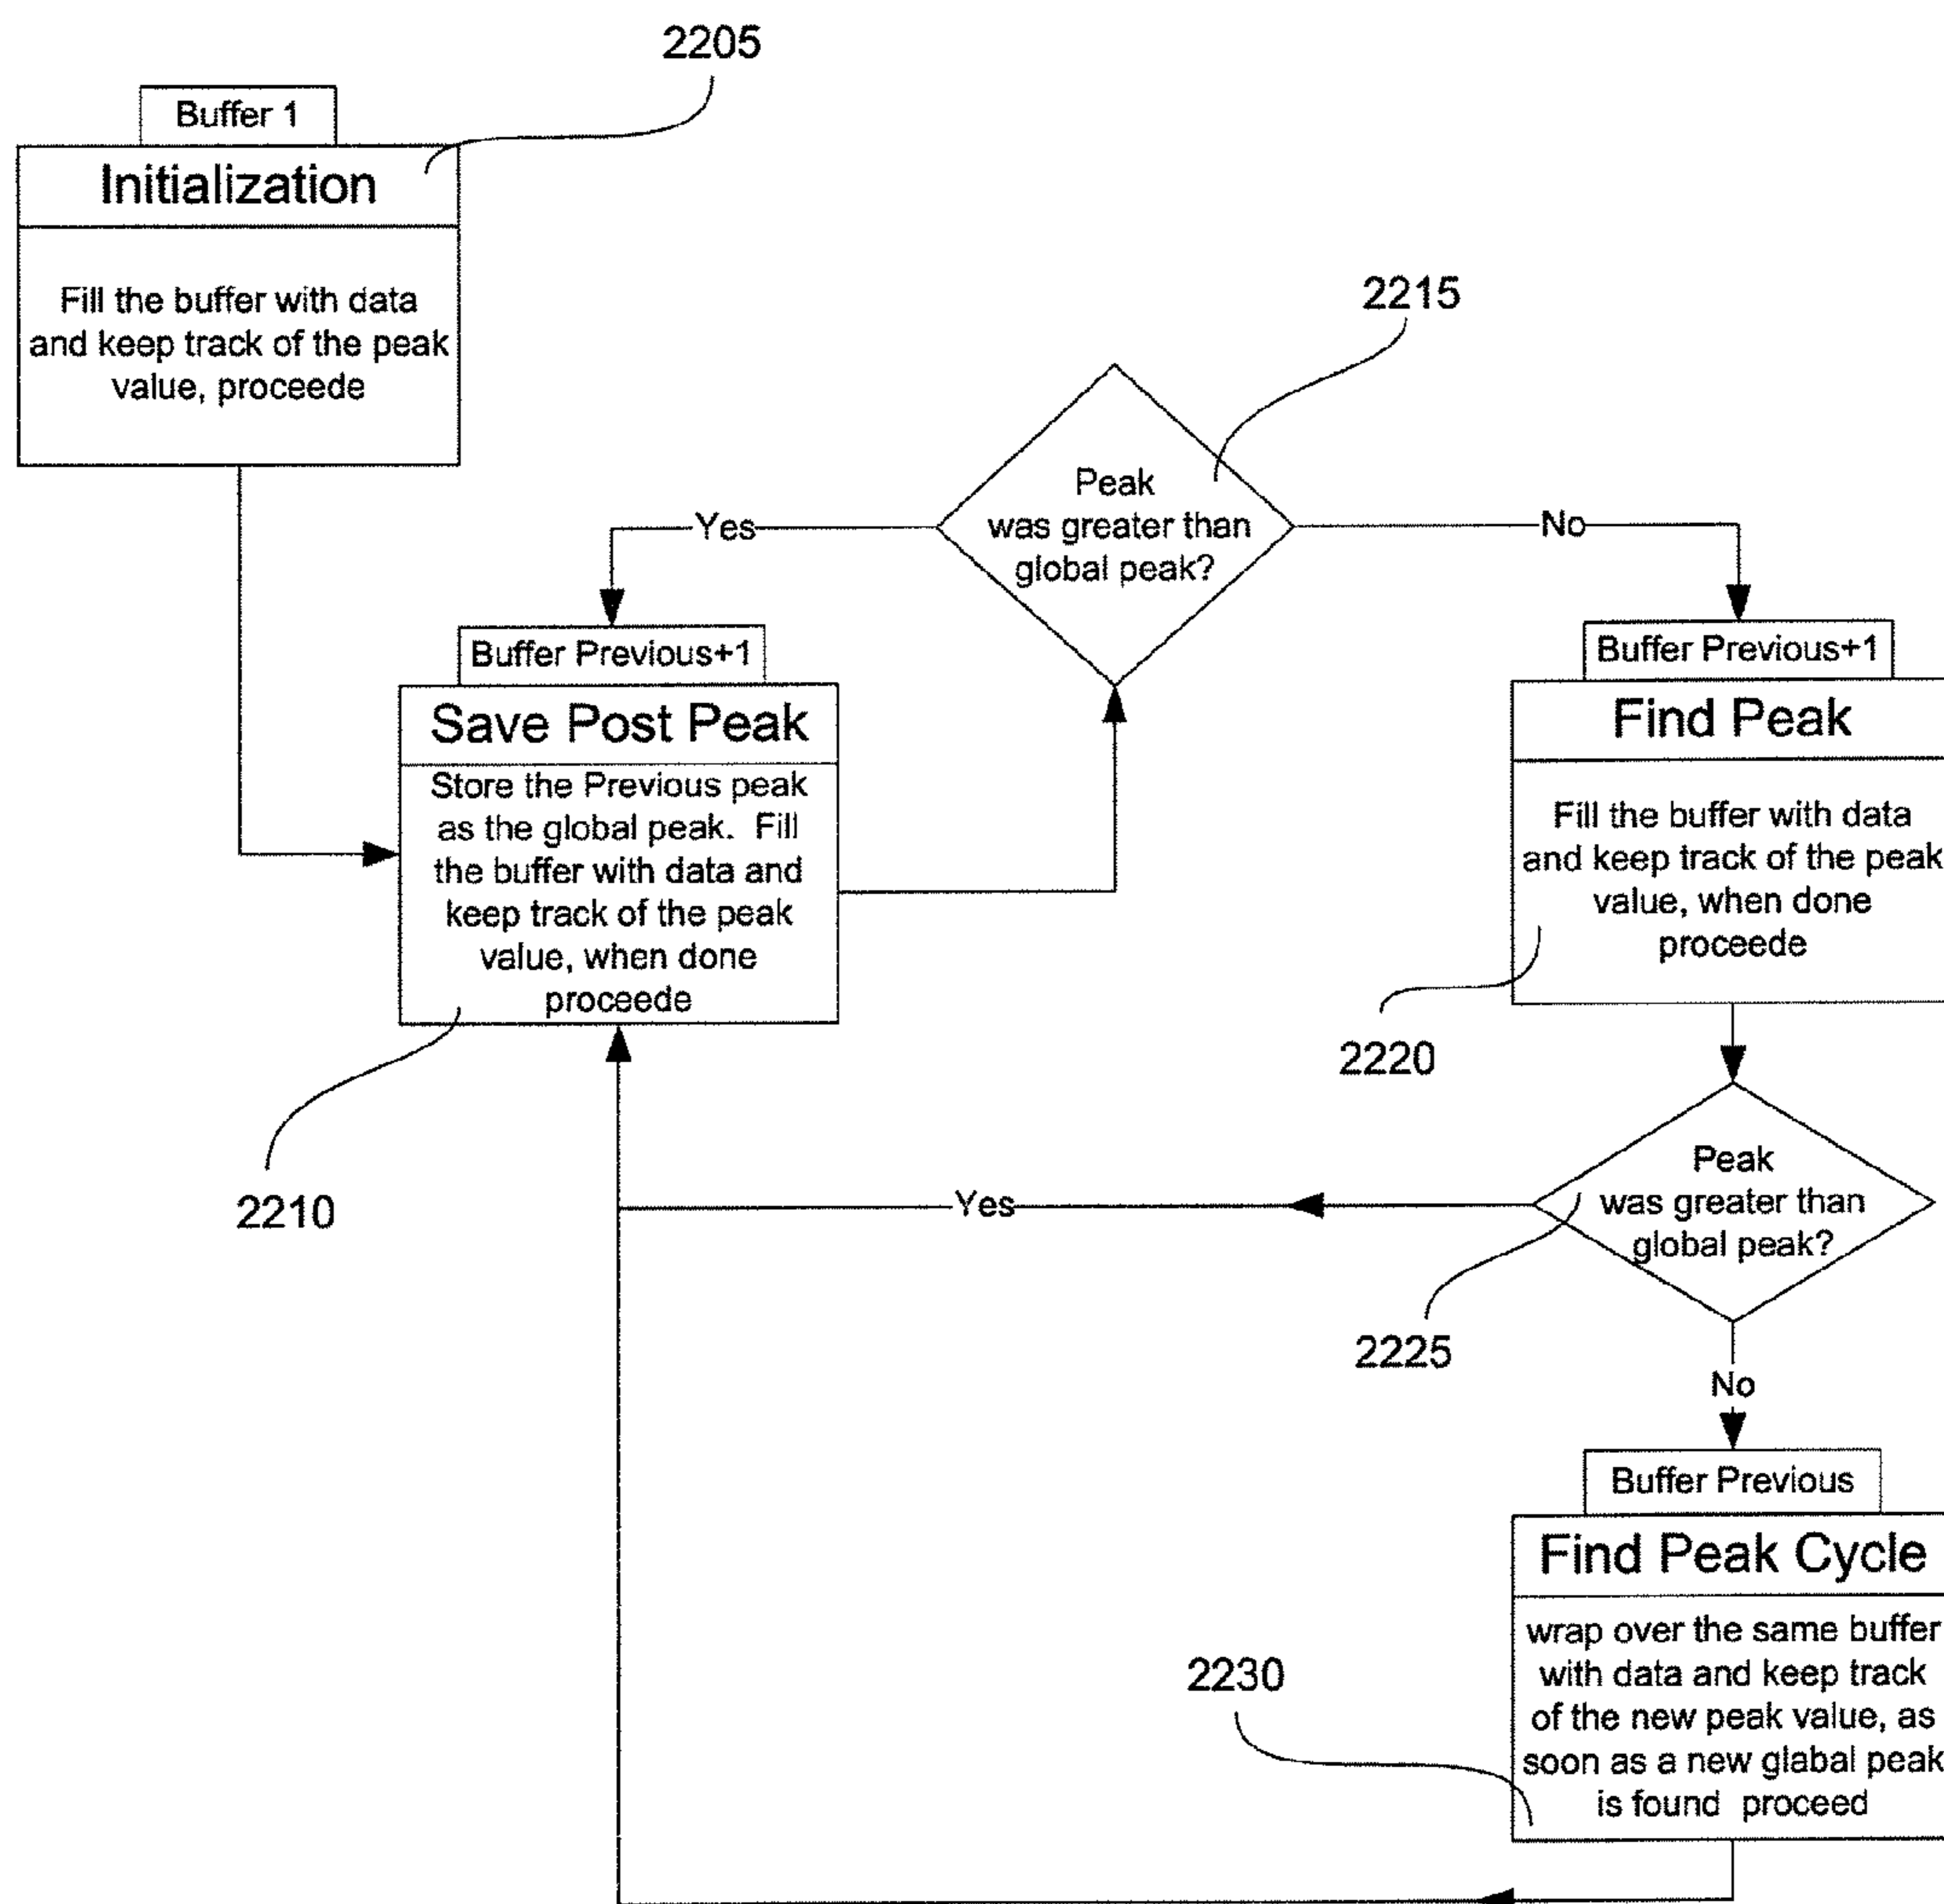 2205
Buffer 1
Initialization
Fill the buffer with data
and keep track of the peak
value, proceede
2215
Peak
was greater than
global peak?
Yes
No
Buffer Previous+1
Save Post Peak
Store the Previous peak
as the global peak. Fill
the buffer with data and
keep track of the peak
value, when done
proceede
2210
Buffer Previous+1
Find Peak
Fill the buffer with data
and keep track of the peak
value, when done
proceede
2220
Peak
was greater than
global peak?
Yes
2225
No
Buffer Previous
Find Peak Cycle
wrap over the same buffer
with data and keep track
of the new peak value, as
soon as a new glabal peak
is found proceed
2230